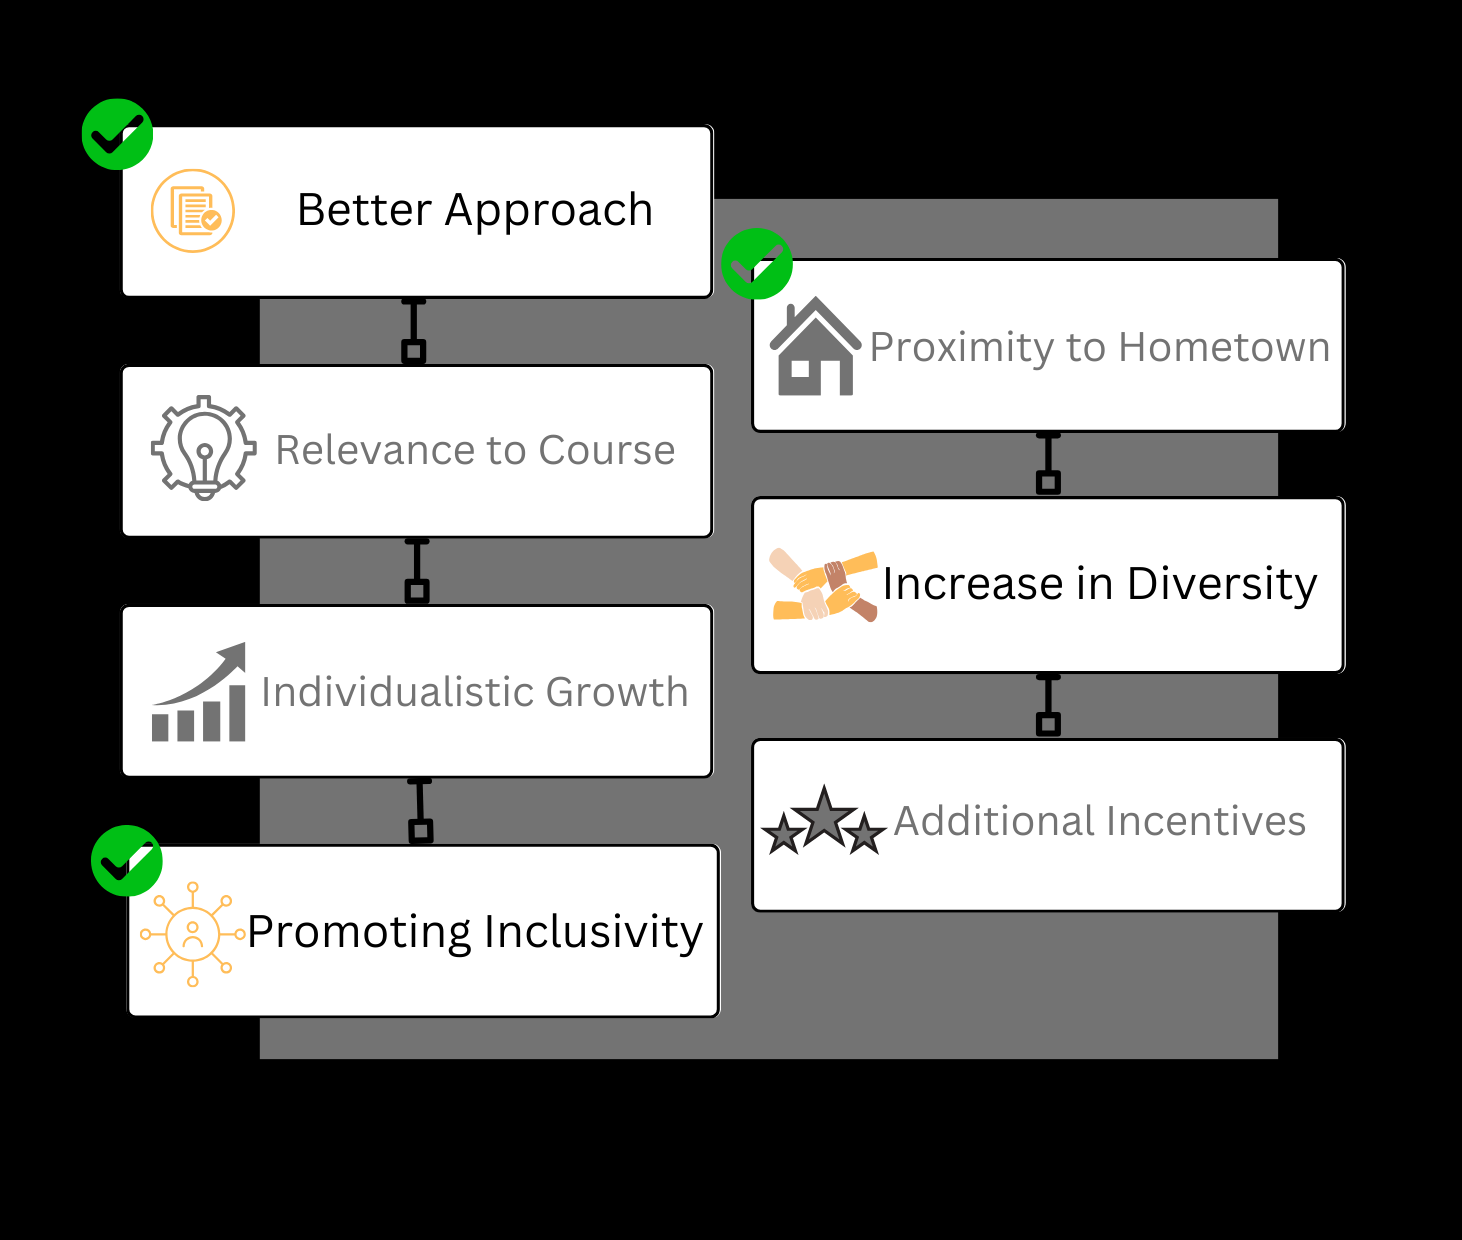 Better Approach
Relevance to Course
Individualistic Growth
Promoting Inclusivity
Proximity to Hometown
Increase in Diversity
Additional Incentives